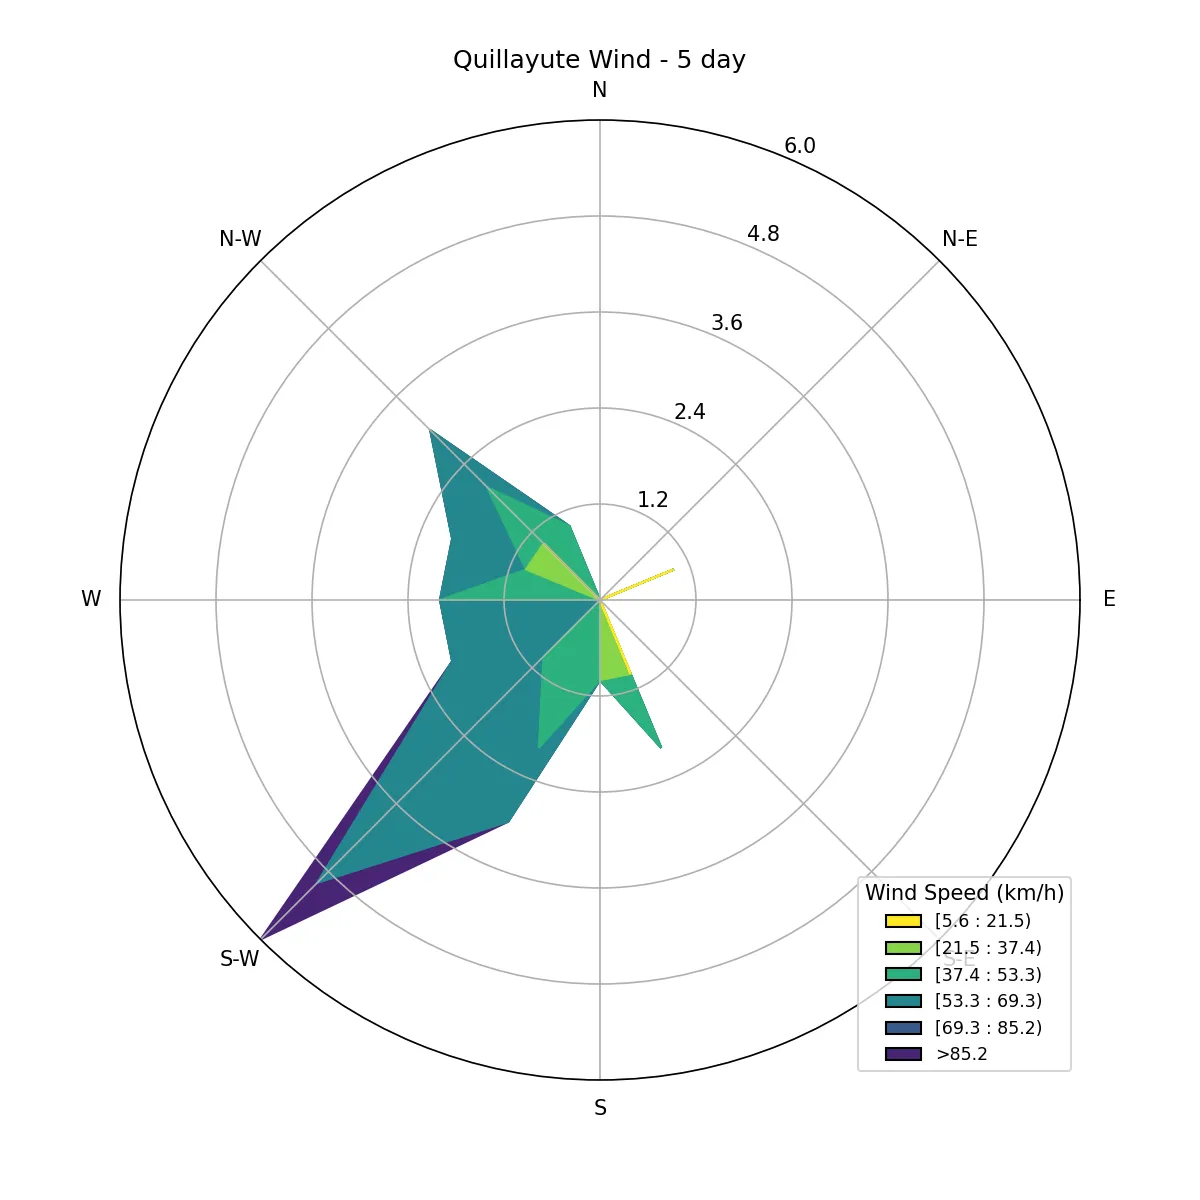 Quillayute Wind - 5 day
N
6.0
N-W
4.8
N-E
3.6
2.4
1.2
W
E
Wind Speed (km/h)
[5.6 : 21.5)
[21.5 : 37.4)
S-W
S-E
[37.4 : 53.3)
[53.3 : 69.3)
[69.3 : 85.2)
>85.2
S